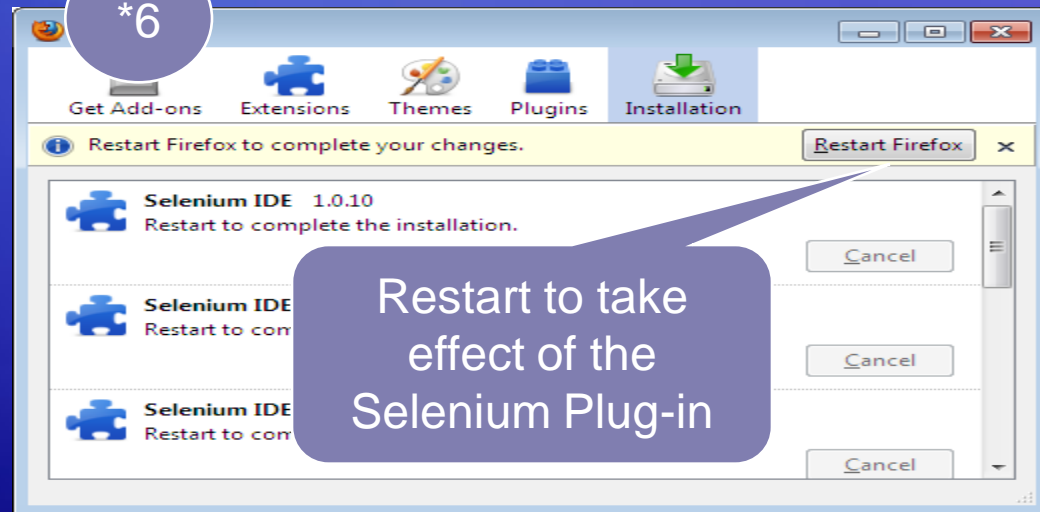 *6
Get Add-ons Extensions Themes Plugins Installation
Restart Firefox to complete your changes. Restart Firefox
Selenium IDE 1.0.10
Restart to complete the installation.
Cancel
Selenium IDE
Restart to com
Cancel
Selenium IDE
Restart to com
Cancel
Restart to take
effect of the
Selenium Plug-in